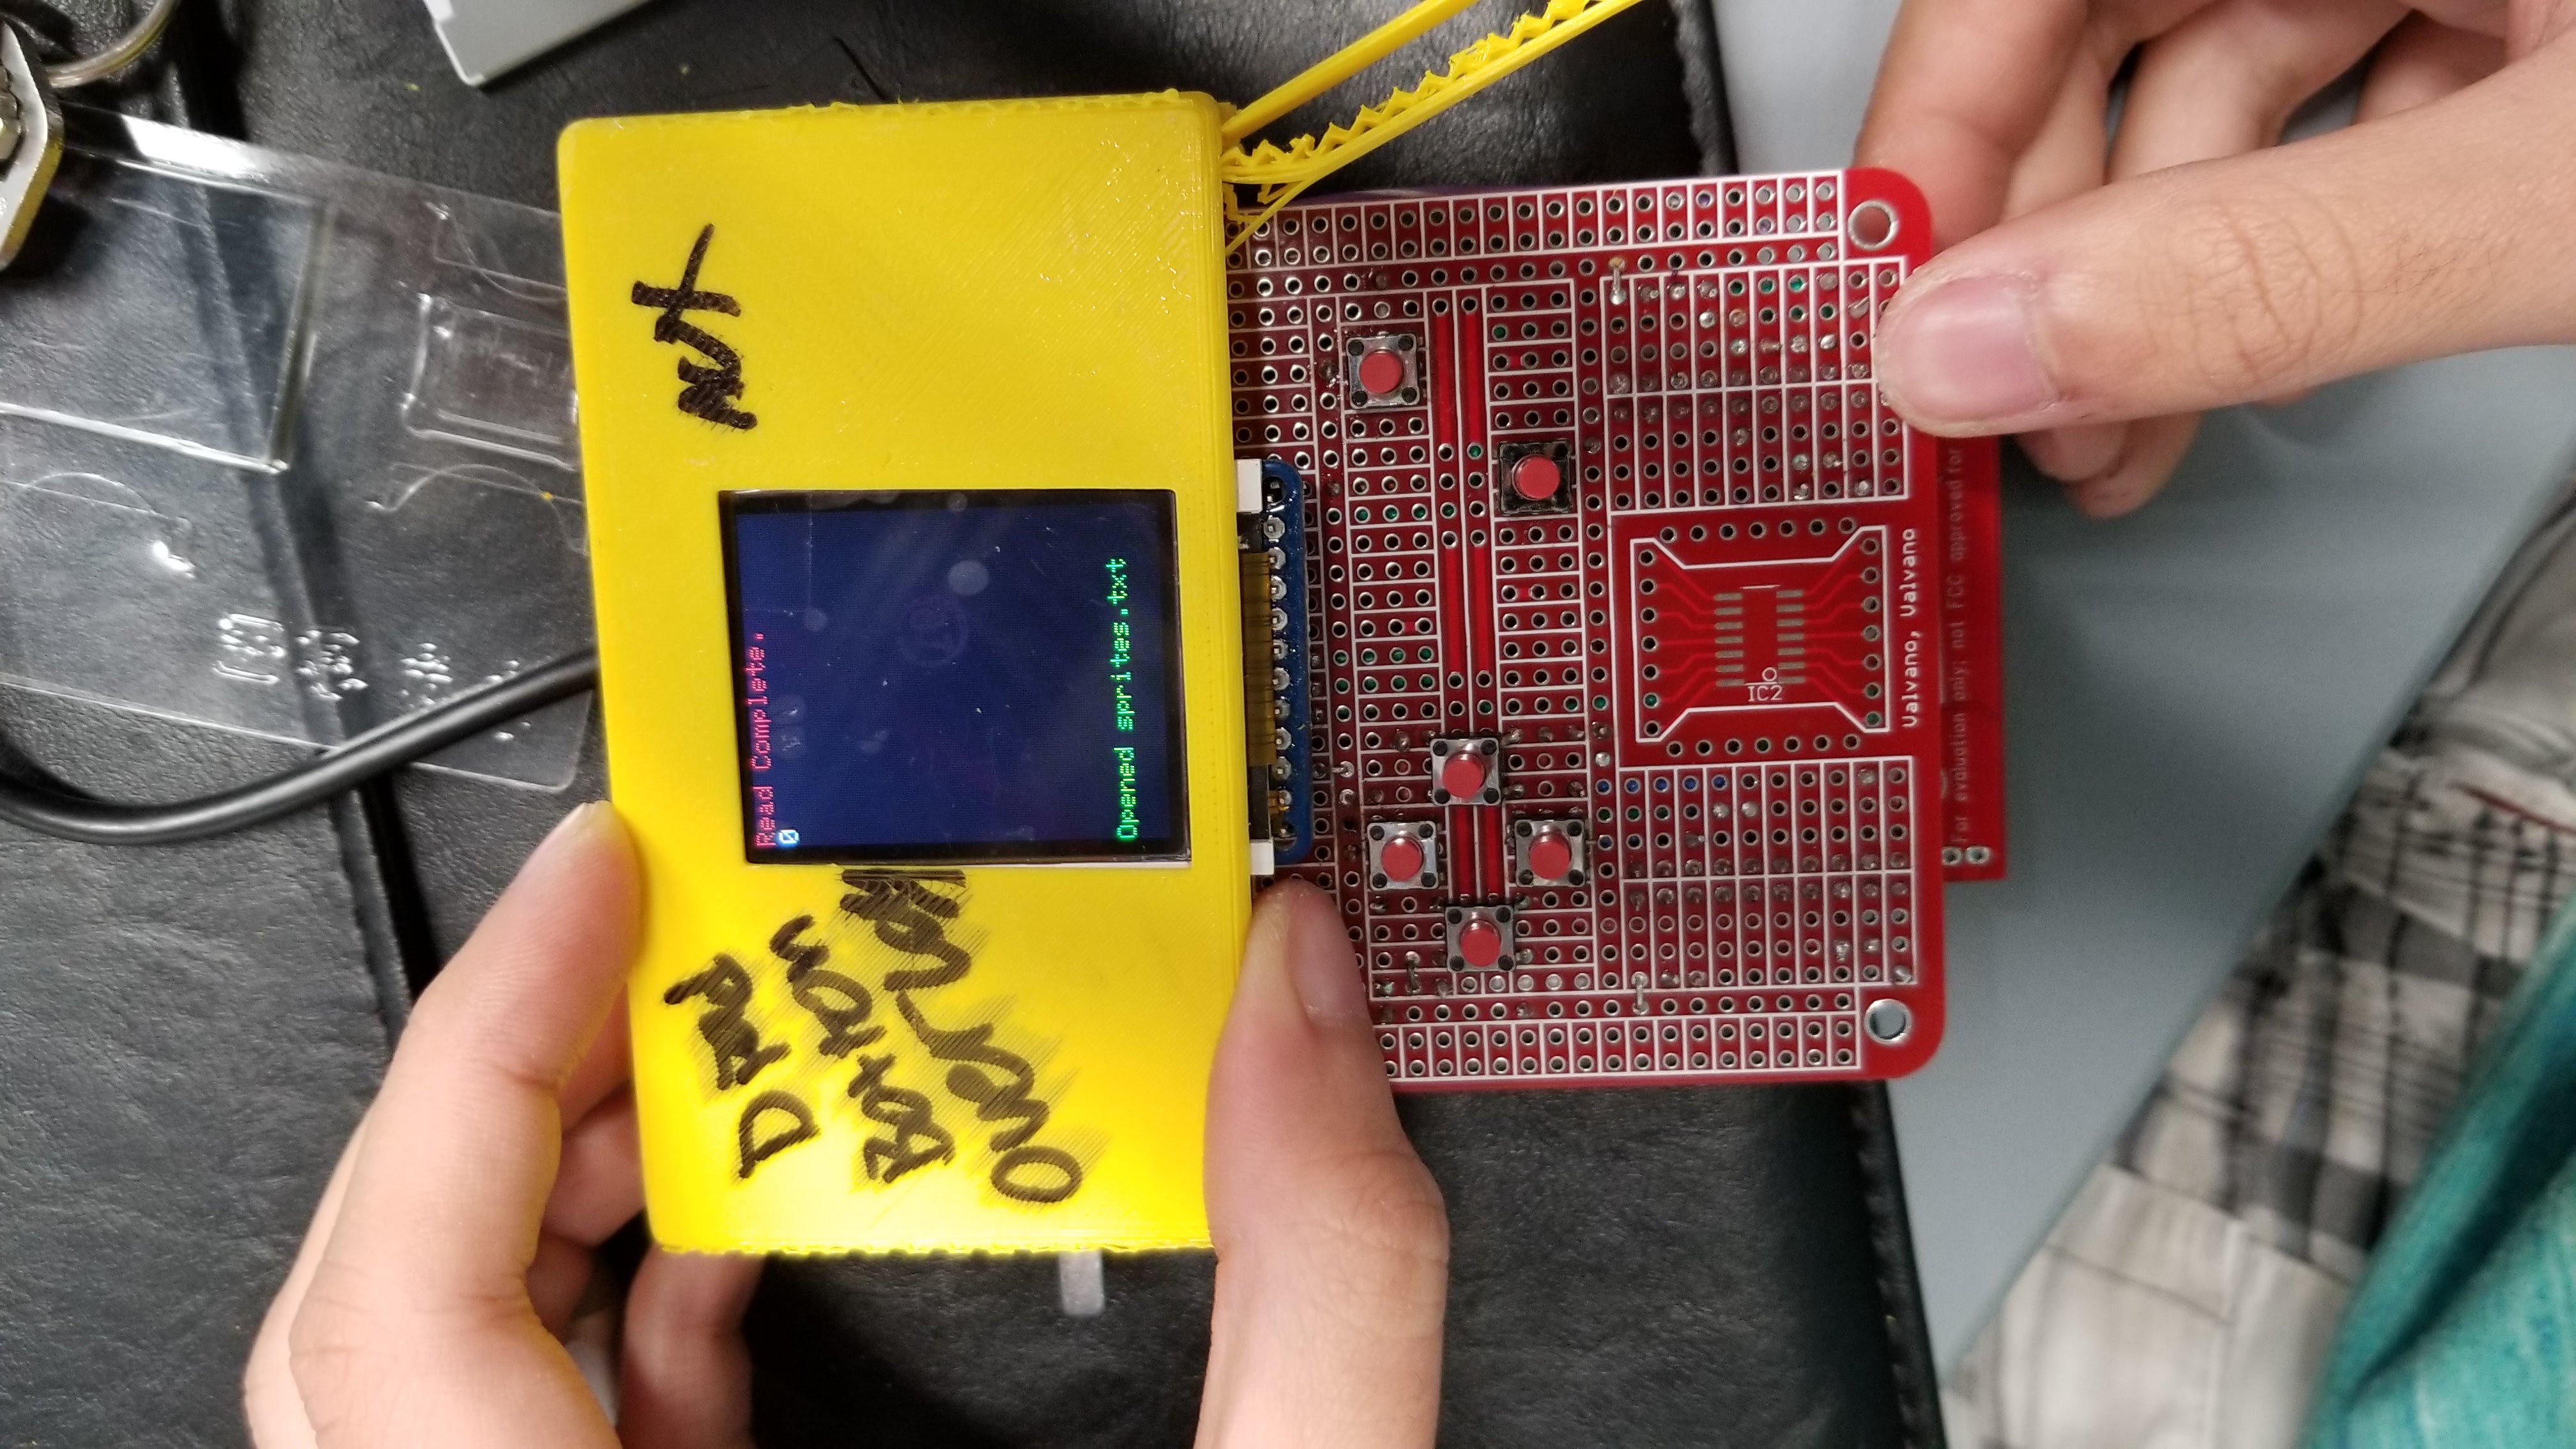 D pad
Button
OverLay
AUX
Read Complete.
0
Opened sprites.txt
IC2
Valvano, Valvano
For evaluation only; not FCC approved for